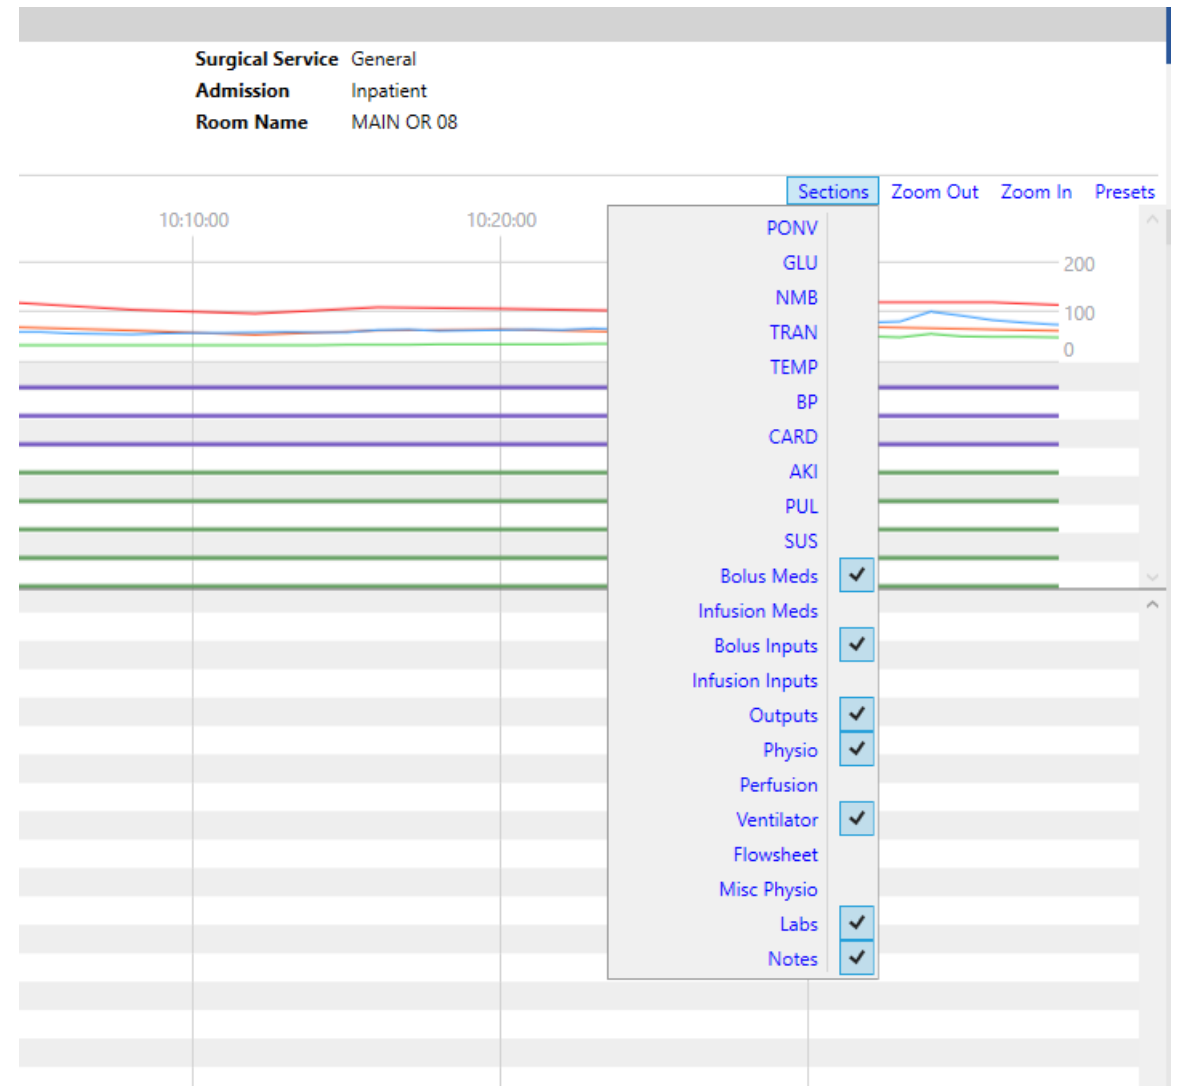 Surgical Service General
Admission Inpatient
Room Name MAIN OR 08
Sections Zoom Out Zoom In Presets
10:10:00 10:20:00
PONV
GLU
200
NMB
100
TRAN
0
TEMP
BP
CARD
AKI
PUL
SUS
Bolus Meds
Infusion Meds
Bolus Inputs
Infusion Inputs
Outputs
Physio
Perfusion
Ventilator
Flowsheet
Misc Physio
Labs
Notes